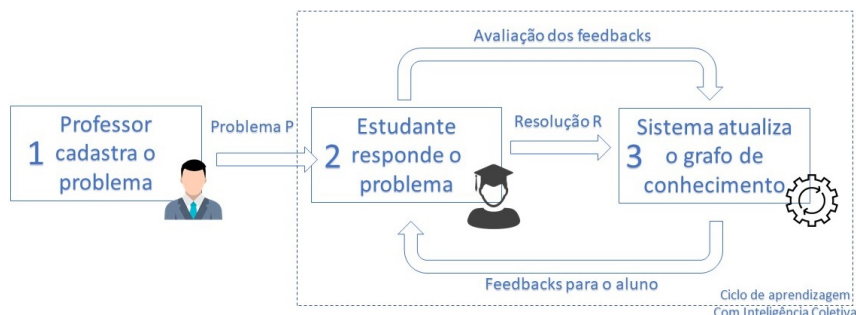 Avaliação dos feedbacks
1
Professor
cadastra o
problema
Problema P
2
Estudante
responde o
problema
Resolução R
3
Sistema atualiza
o grafo de
conhecimento
Feedbacks para o aluno
Ciclo de aprendizagem
Com Inteligência Coletiva